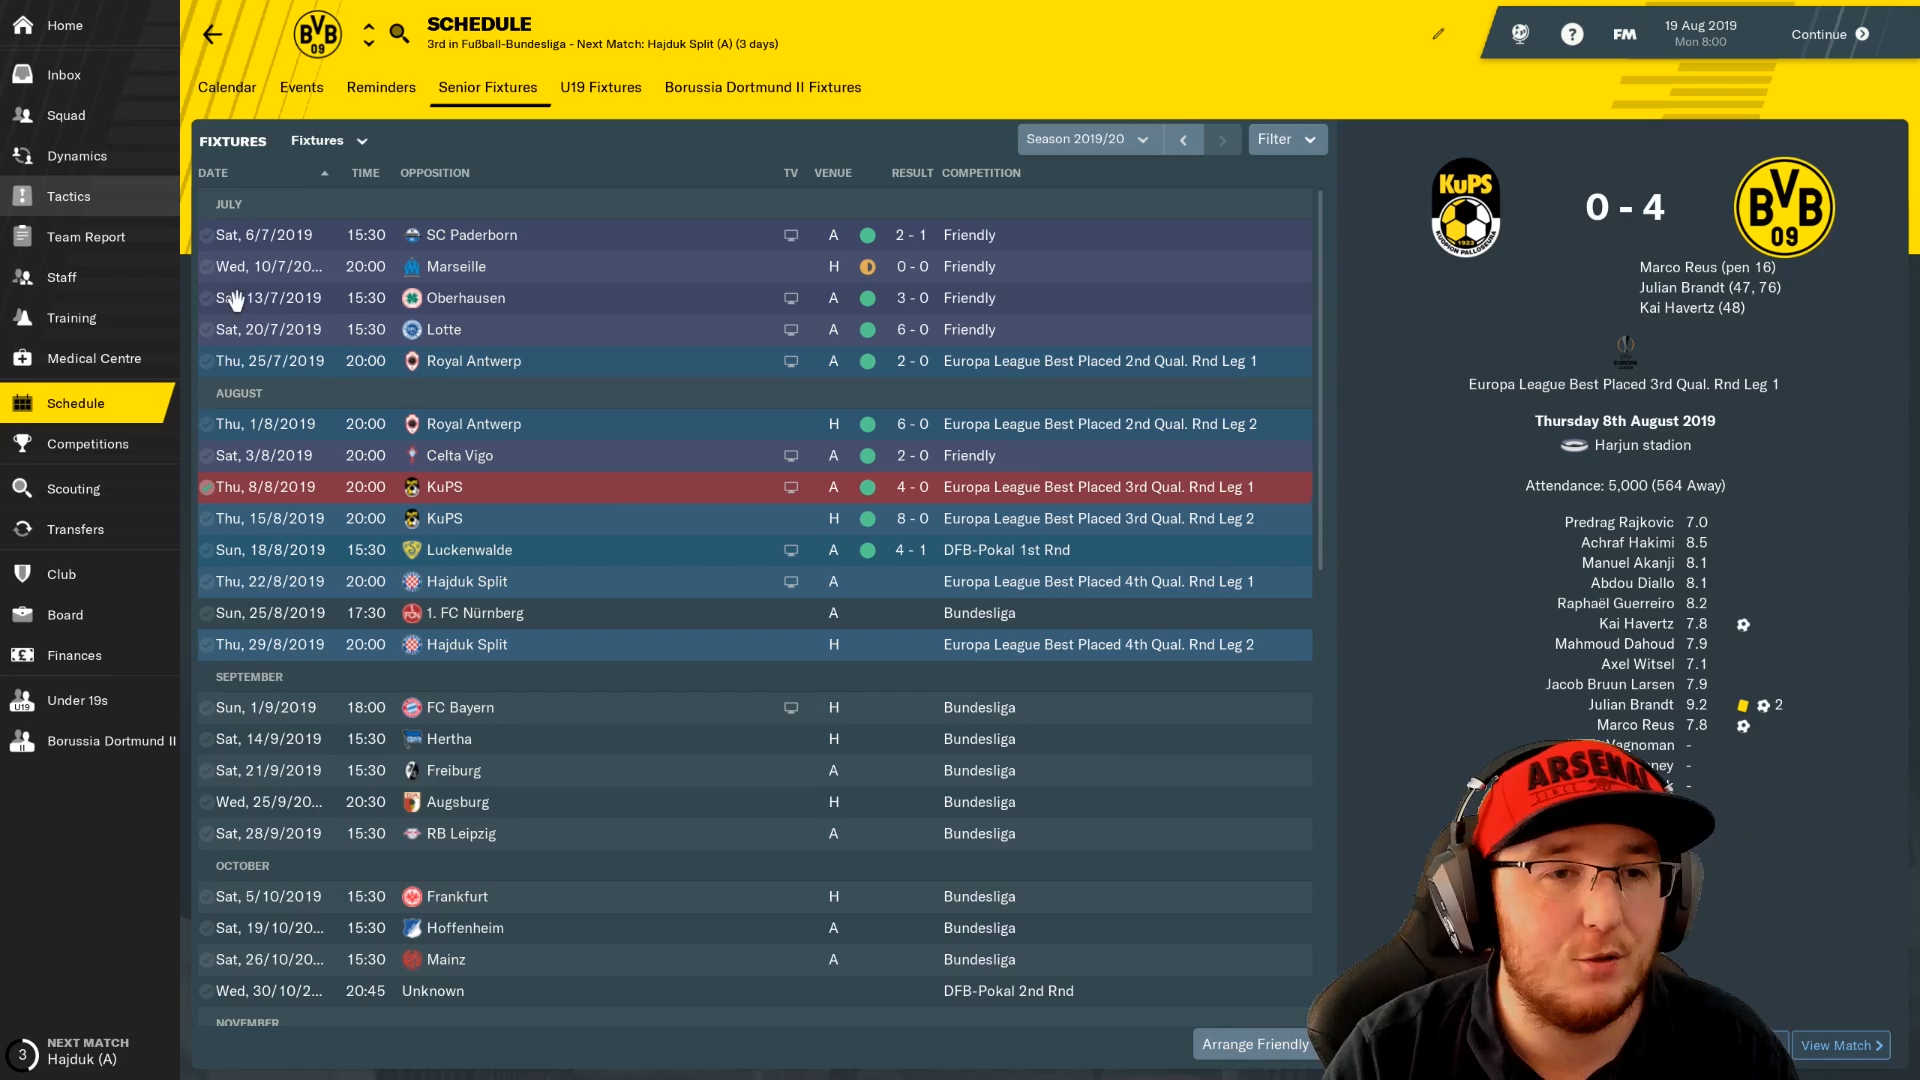 Home
Inbox
Squad
Dynamics
Tactics
Team Report
Staff
Training
Medical Centre
Schedule
Competitions
Scouting
Transfers
Club
Board
Finances
U19 Under 19s
II Borussia Dortmund II
3 NEXT MATCH
Hajduk (A)
BVB 09
SCHEDULE
3rd in Fußball-Bundesliga - Next Match: Hajduk Split (A) (3 days)
? FM 19 Aug 2019 Continue
Mon 8:00
Calendar Events Reminders Senior Fixtures U19 Fixtures Borussia Dortmund II Fixtures
FIXTURES Fixtures Season 2019/20 Filter
DATE TIME OPPOSITION TV VENUE RESULT COMPETITION
JULY
Sat, 6/7/2019 15:30 SC Paderborn A 2 - 1 Friendly
Wed, 10/7/20... 20:00 Marseille H 0 - 0 Friendly
Sat, 13/7/2019 15:30 Oberhausen A 3 - 0 Friendly
Sat, 20/7/2019 15:30 Lotte A 6 - 0 Friendly
Thu, 25/7/2019 20:00 Royal Antwerp A 2 - 0 Europa League Best Placed 2nd Qual. Rnd Leg 1
AUGUST
Thu, 1/8/2019 20:00 Royal Antwerp H 6 - 0 Europa League Best Placed 2nd Qual. Rnd Leg 2
Sat, 3/8/2019 20:00 Celta Vigo A 2 - 0 Friendly
Thu, 8/8/2019 20:00 KuPS A 4 - 0 Europa League Best Placed 3rd Qual. Rnd Leg 1
Thu, 15/8/2019 20:00 KuPS H 8 - 0 Europa League Best Placed 3rd Qual. Rnd Leg 2
Sun, 18/8/2019 15:30 Luckenwalde A 4 - 1 DFB-Pokal 1st Rnd
Thu, 22/8/2019 20:00 Hajduk Split A Europa League Best Placed 4th Qual. Rnd Leg 1
Sun, 25/8/2019 17:30 1. FC Nürnberg A Bundesliga
Thu, 29/8/2019 20:00 Hajduk Split H Europa League Best Placed 4th Qual. Rnd Leg 2
SEPTEMBER
Sun, 1/9/2019 18:00 FC Bayern H Bundesliga
Sat, 14/9/2019 15:30 Hertha H Bundesliga
Sat, 21/9/2019 15:30 Freiburg A Bundesliga
Wed, 25/9/20... 20:30 Augsburg H Bundesliga
Sat, 28/9/2019 15:30 RB Leipzig A Bundesliga
OCTOBER
Sat, 5/10/2019 15:30 Frankfurt H Bundesliga
Sat, 19/10/20... 15:30 Hoffenheim A Bundesliga
Sat, 26/10/20... 15:30 Mainz A Bundesliga
Wed, 30/10/2... 20:45 Unknown DFB-Pokal 2nd Rnd
NOVEMBER
Arrange Friendly
KuPS 1923 0 - 4 BVB 09
Marco Reus (pen 16)
Julian Brandt (47, 76)
Kai Havertz (48)
Europa League Best Placed 3rd Qual. Rnd Leg 1
Thursday 8th August 2019
Harjun stadion
Attendance: 5,000 (564 Away)
Predrag Rajkovic 7.0
Achraf Hakimi 8.5
Manuel Akanji 8.1
Abdou Diallo 8.1
Raphaël Guerreiro 8.2
Kai Havertz 7.8
Mahmoud Dahoud 7.9
Axel Witsel 7.1
Jacob Bruun Larsen 7.9
Julian Brandt 9.2 2
Marco Reus 7.8
Vagnoman -
-
-
ARSENAL
View Match